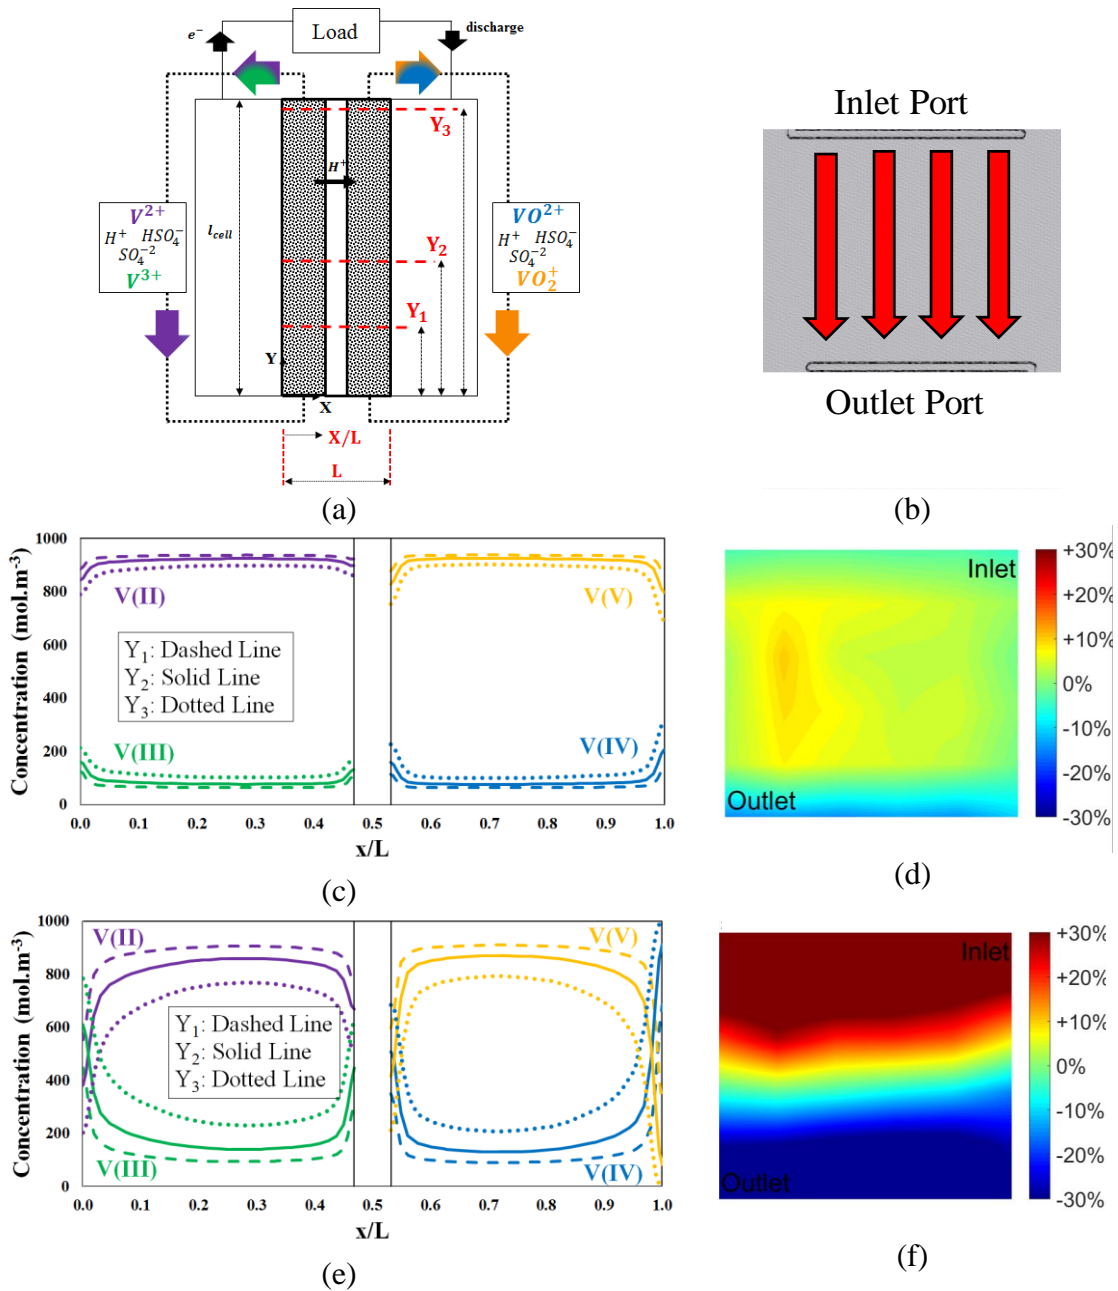 e⁻
Load
discharge
Y₃
H⁺
V²⁺
H⁺ HSO₄⁻
SO₄⁻²
V³⁺
l_cell
Y₂
Y₁
VO²⁺
H⁺ HSO₄⁻
SO₄⁻²
VO₂⁺
Y
X
X/L
L
(a)
Inlet Port
Outlet Port
(b)
Concentration (mol.m⁻³)
1000
800
600
400
200
0
V(II)
V(V)
Y₁: Dashed Line
Y₂: Solid Line
Y₃: Dotted Line
V(III)
V(IV)
0.0 0.1 0.2 0.3 0.4 0.5 0.6 0.7 0.8 0.9 1.0
x/L
(c)
Inlet
Outlet
+30%
+20%
+10%
0%
-10%
-20%
-30%
(d)
Concentration (mol.m⁻³)
1000
800
600
400
200
0
V(II)
V(V)
Y₁: Dashed Line
Y₂: Solid Line
Y₃: Dotted Line
V(III)
V(IV)
0.0 0.1 0.2 0.3 0.4 0.5 0.6 0.7 0.8 0.9 1.0
x/L
(e)
Inlet
Outlet
+30%
+20%
+10%
0%
-10%
-20%
-30%
(f)